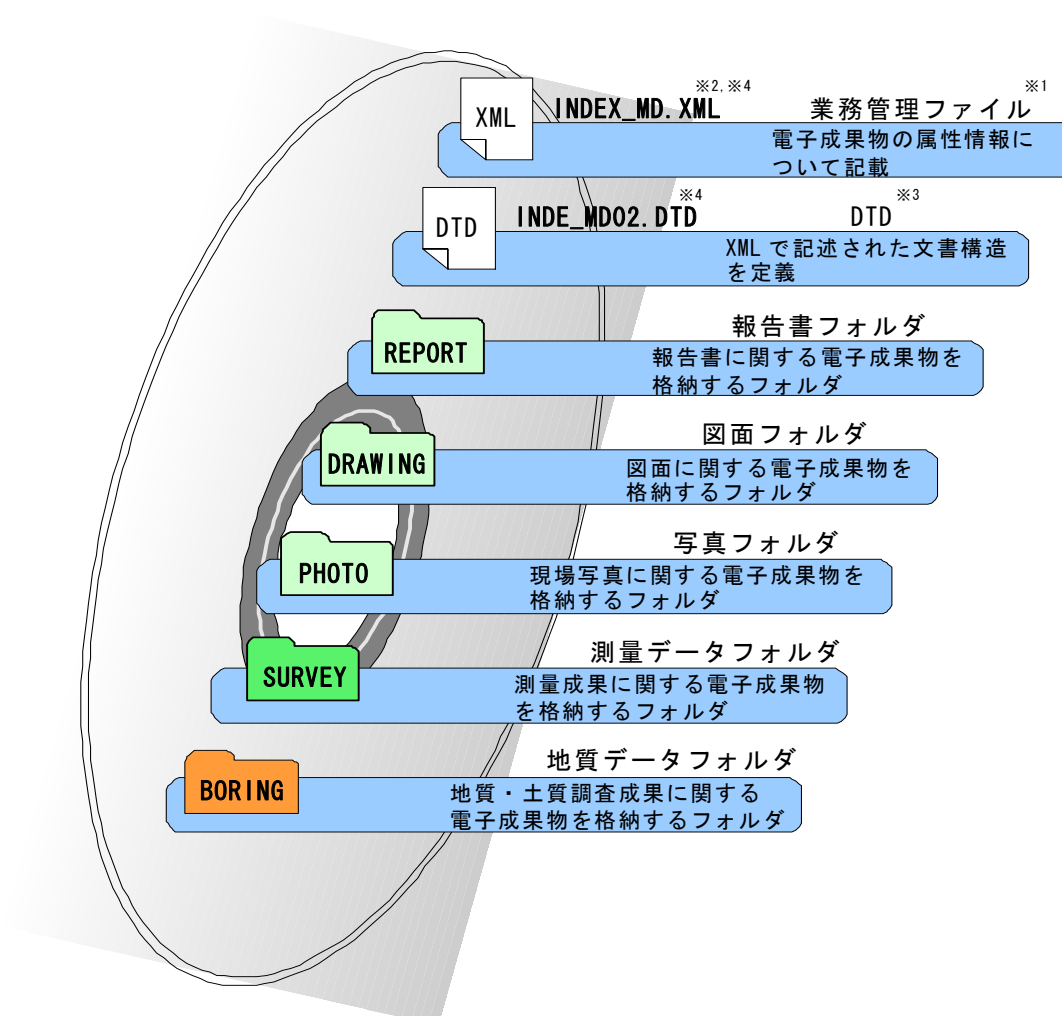 ※2,※4 ※1
XML INDEX_MD.XML 業務管理ファイル
電子成果物の属性情報に
ついて記載
※4 ※3
DTD INDE_MD02.DTD DTD
XMLで記述された文書構造
を定義
報告書フォルダ
REPORT 報告書に関する電子成果物を
格納するフォルダ
図面フォルダ
DRAWING 図面に関する電子成果物を
格納するフォルダ
写真フォルダ
PHOTO 現場写真に関する電子成果物を
格納するフォルダ
測量データフォルダ
SURVEY 測量成果に関する電子成果物
を格納するフォルダ
地質データフォルダ
BORING 地質・土質調査成果に関する
電子成果物を格納するフォルダ